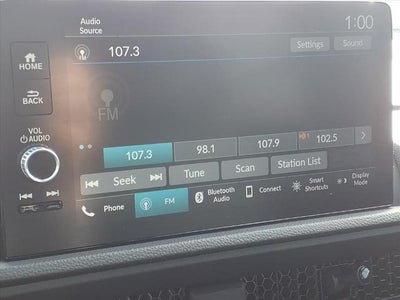 Audio
Source
1:00
107.3
Settings
Sound
HOME
BACK
FM
VOL
AUDIO
107.3
98.1
107.9
102.5
Seek
Tune
Scan
Station List
Phone
FM
Bluetooth
Audio
Connect
Smart
Shortcuts
Display
Mode